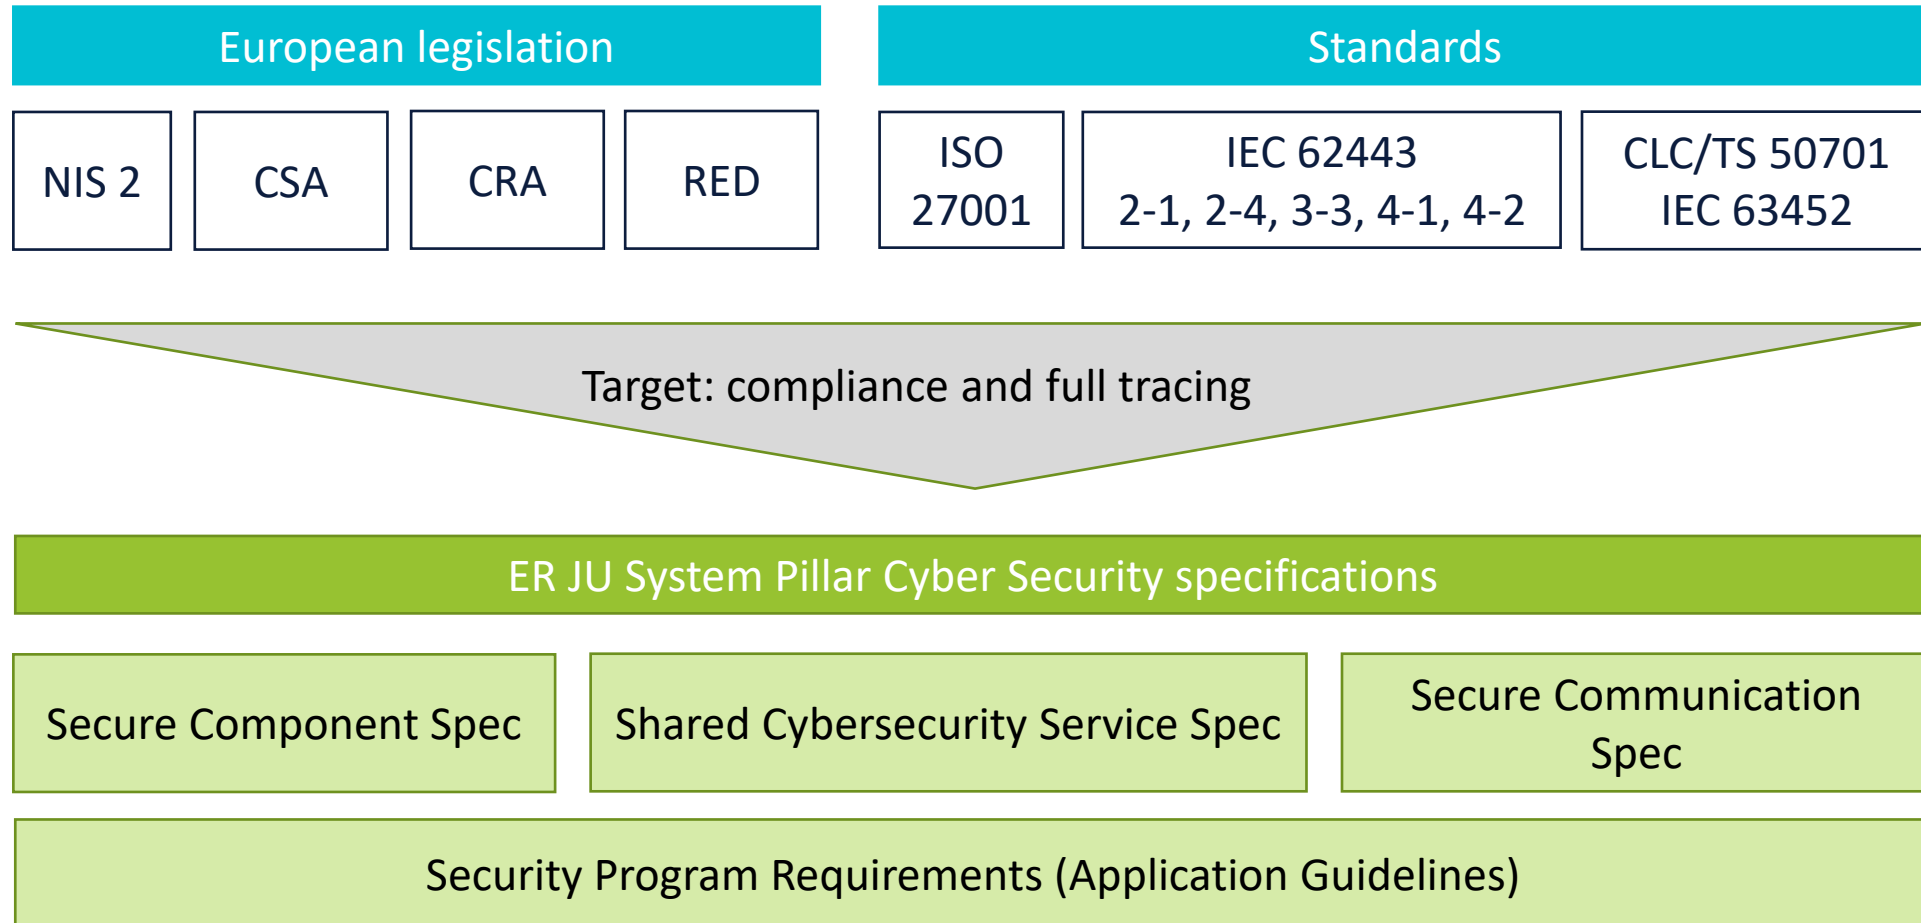 European legislation
Standards
NIS 2
CSA
CRA
RED
ISO
27001
IEC 62443
2-1, 2-4, 3-3, 4-1, 4-2
CLC/TS 50701
IEC 63452
Target: compliance and full tracing
ER JU System Pillar Cyber Security specifications
Secure Component Spec
Shared Cybersecurity Service Spec
Secure Communication
Spec
Security Program Requirements (Application Guidelines)